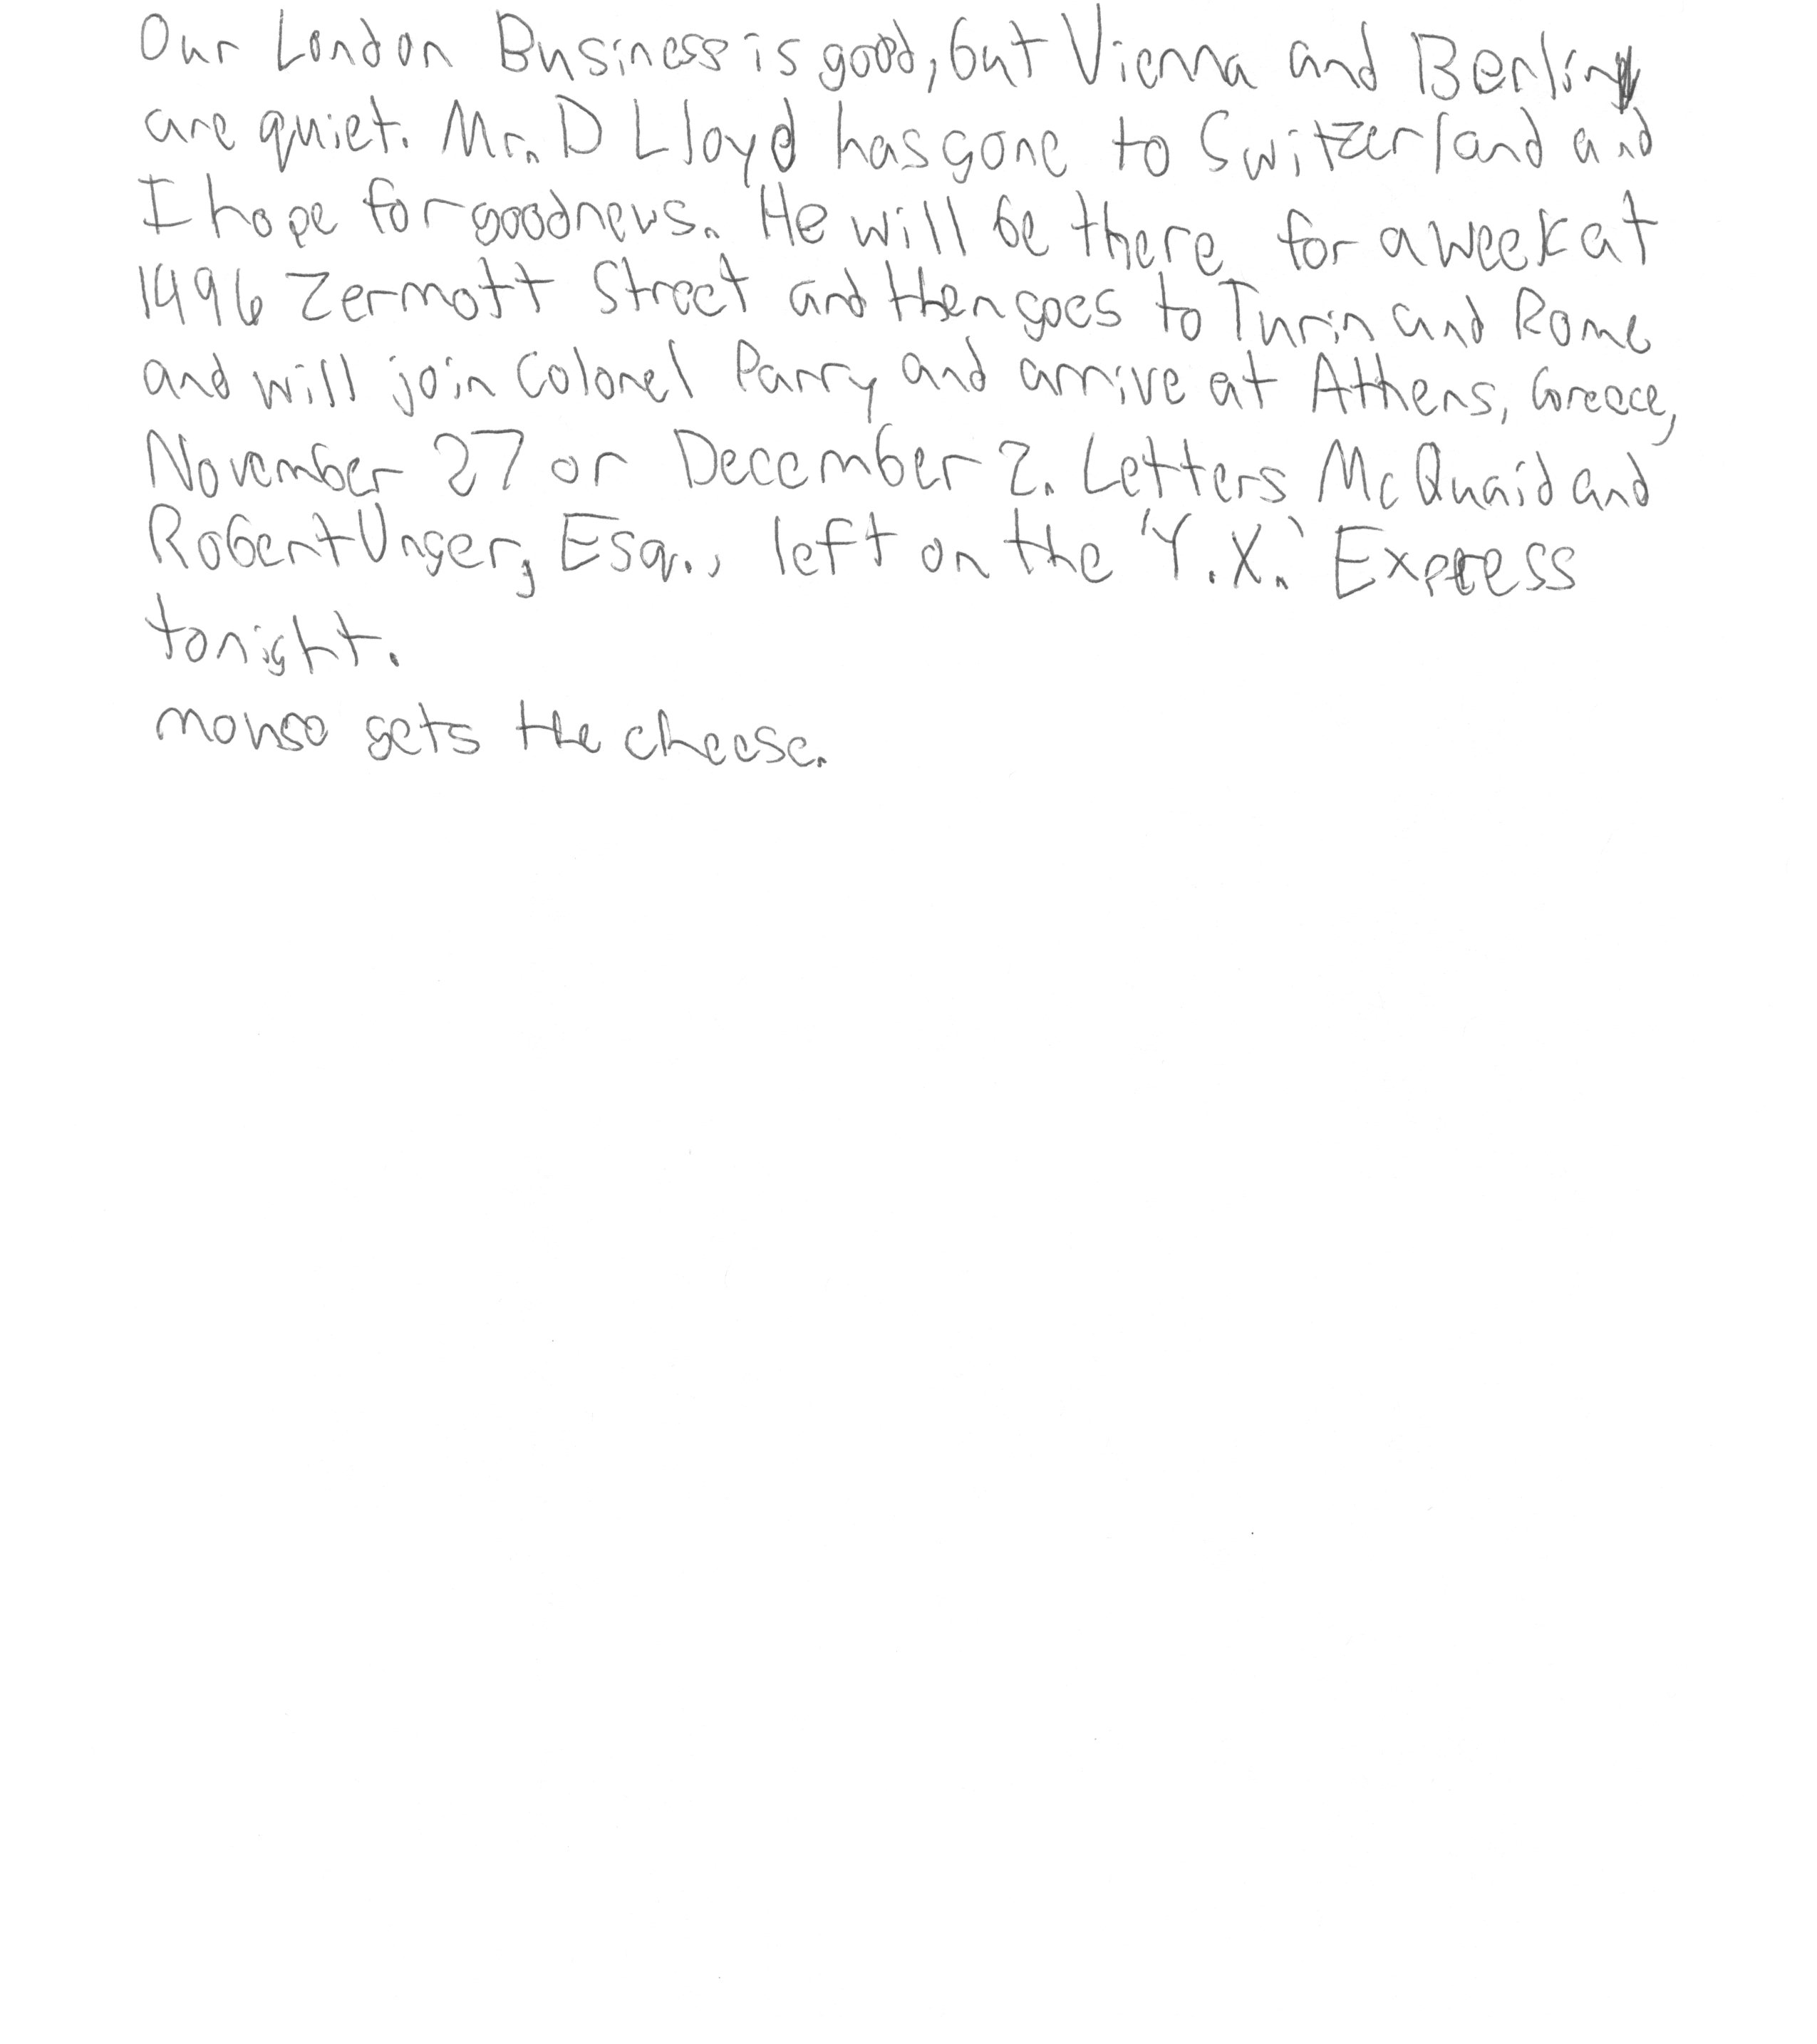 Our London Business is good, but Vienna and Berlin
are quiet. Mr. D Lloyd has gone to Switzerland and
I hope for good news. He will be there for a week at
1496 Zermott Street and then goes to Turin and Rome
and will join Colonel Parry and arrive at Athens, Greece,
November 27 or December 2. Letters McQuaid and
Robert Unger, Esq., left on the 'Y.X.' Express
tonight.
mouse gets the cheese.